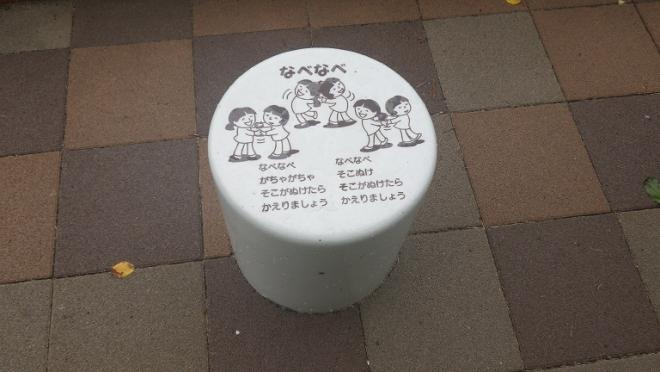 なべなべ
なべなべ
がちゃがちゃ
そこがぬけたら
かえりましょう
なべなべ
そこぬけ
そこがぬけたら
かえりましょう